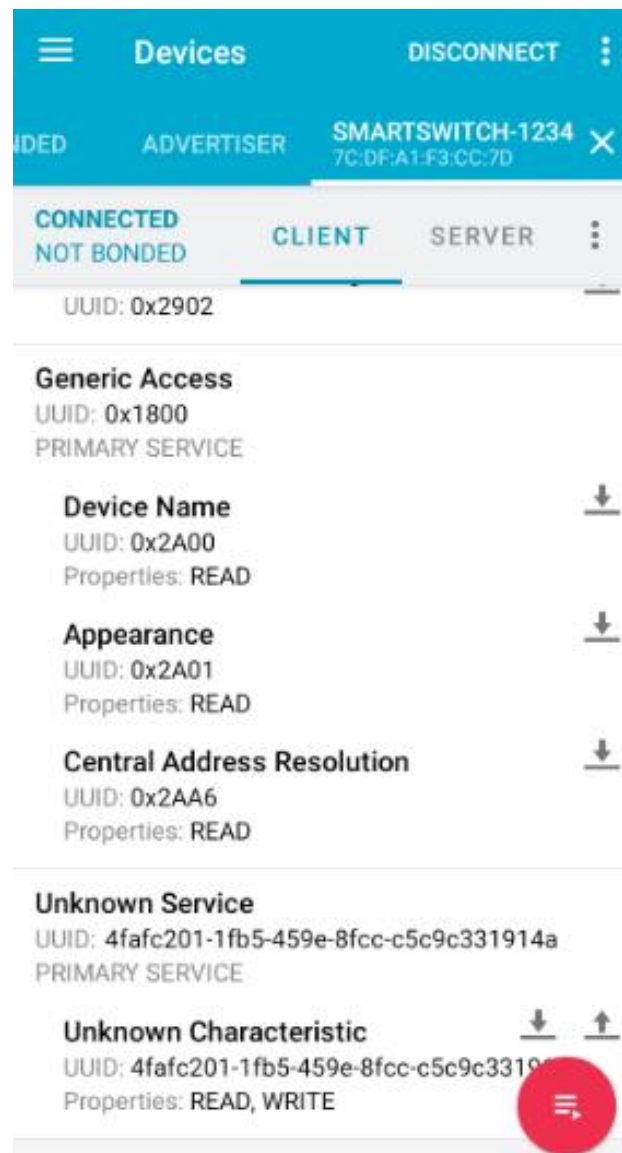 Devices DISCONNECT
NDED ADVERTISER SMARTSWITCH-1234
7C:DF:A1:F3:CC:7D
CONNECTED
NOT BONDED CLIENT SERVER
UUID: 0x2902
Generic Access
UUID: 0x1800
PRIMARY SERVICE
Device Name
UUID: 0x2A00
Properties: READ
Appearance
UUID: 0x2A01
Properties: READ
Central Address Resolution
UUID: 0x2AA6
Properties: READ
Unknown Service
UUID: 4fafc201-1fb5-459e-8fcc-c5c9c331914a
PRIMARY SERVICE
Unknown Characteristic
UUID: 4fafc201-1fb5-459e-8fcc-c5c9c3319
Properties: READ, WRITE